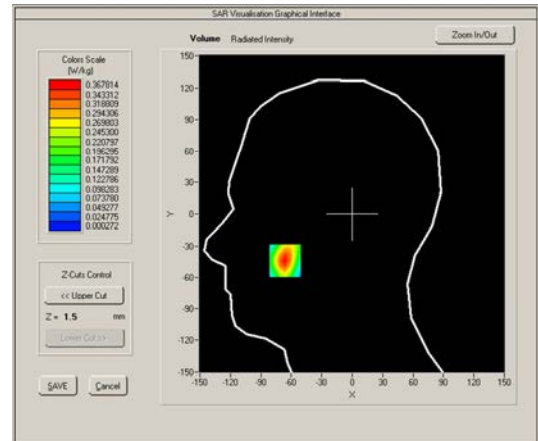 SAR Visualisation Graphical Interface
Volume Radiated Intensity
Zoom In/Out
Colors Scale
(W/kg)
0.367814
0.343312
0.318809
0.294306
0.269803
0.245300
0.220797
0.196295
0.171792
0.147289
0.122786
0.098283
0.073780
0.049277
0.024775
0.000272
Z-Cuts Control
<< Upper Cut
Z = 1.5 mm
Lower Cut >>
SAVE Cancel
150
120
90
60
30
0
-30
-60
-90
-120
-150
Y
-150 -120 -90 -60 -30 0 30 60 90 120 150
X